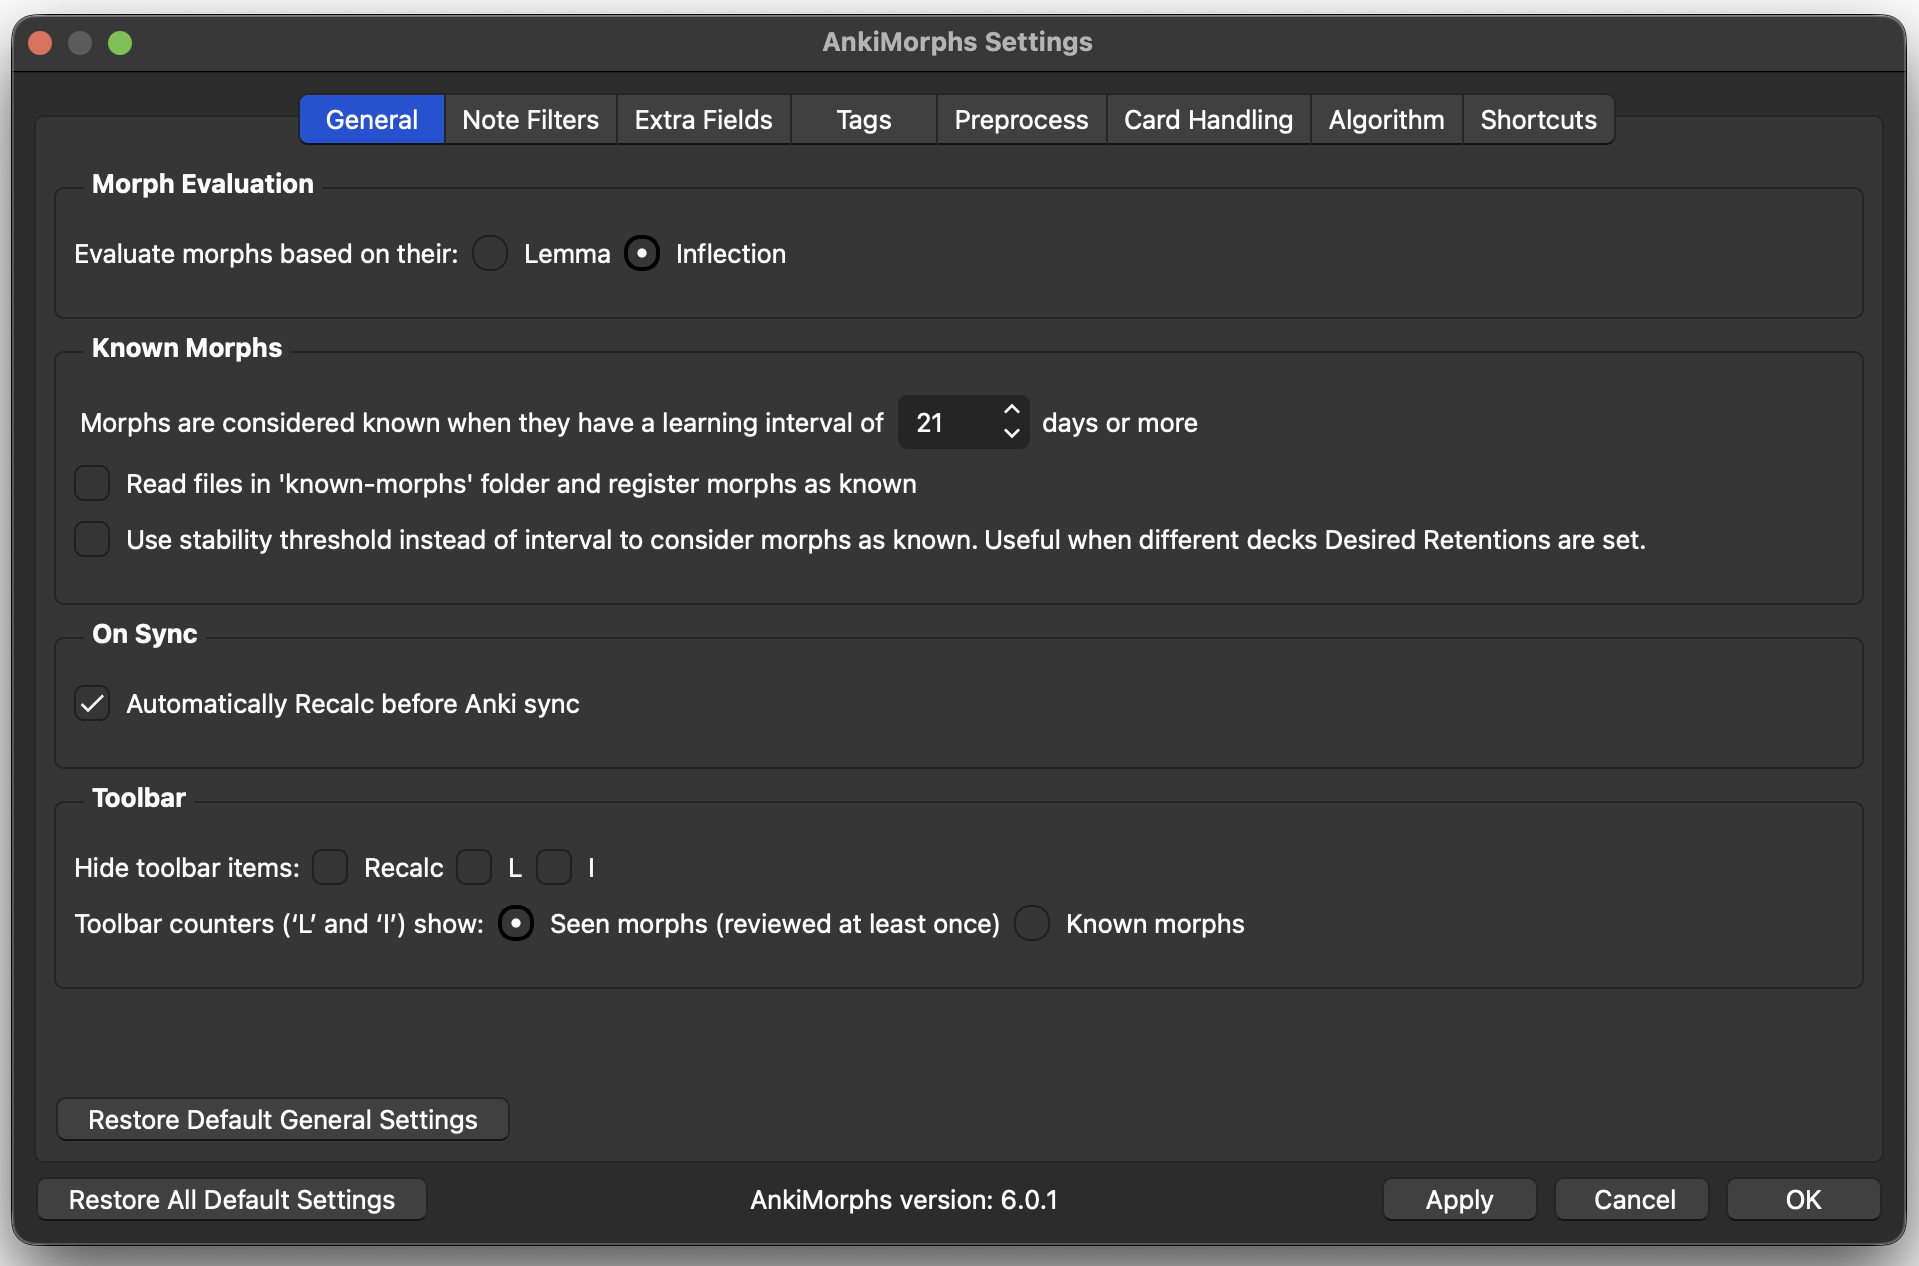 AnkiMorphs Settings
General Note Filters Extra Fields Tags Preprocess Card Handling Algorithm Shortcuts
Morph Evaluation
Evaluate morphs based on their: Lemma Inflection
Known Morphs
Morphs are considered known when they have a learning interval of 21 days or more
Read files in 'known-morphs' folder and register morphs as known
Use stability threshold instead of interval to consider morphs as known. Useful when different decks Desired Retentions are set.
On Sync
Automatically Recalc before Anki sync
Toolbar
Hide toolbar items: Recalc L I
Toolbar counters (‘L’ and ‘I’) show: Seen morphs (reviewed at least once) Known morphs
Restore Default General Settings
Restore All Default Settings AnkiMorphs version: 6.0.1 Apply Cancel OK